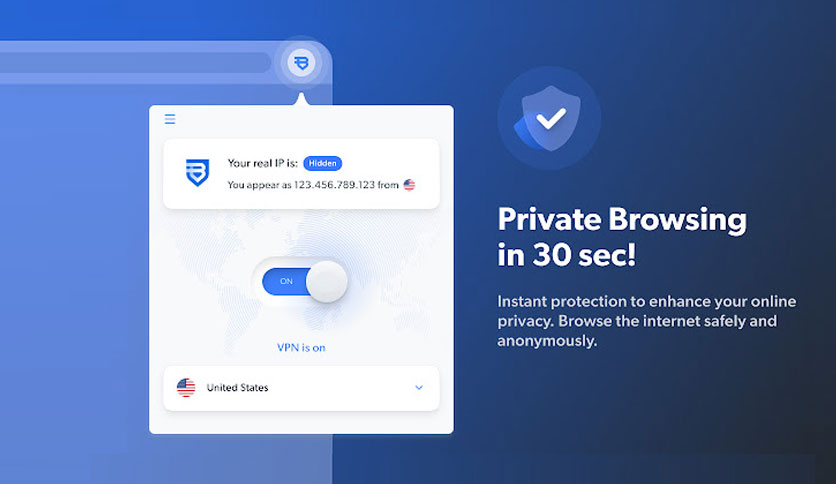 Your real IP is: Hidden
You appear as 123.456.789.123 from
ON
VPN is on
United States
Private Browsing
in 30 sec!
Instant protection to enhance your online
privacy. Browse the internet safely and
anonymously.